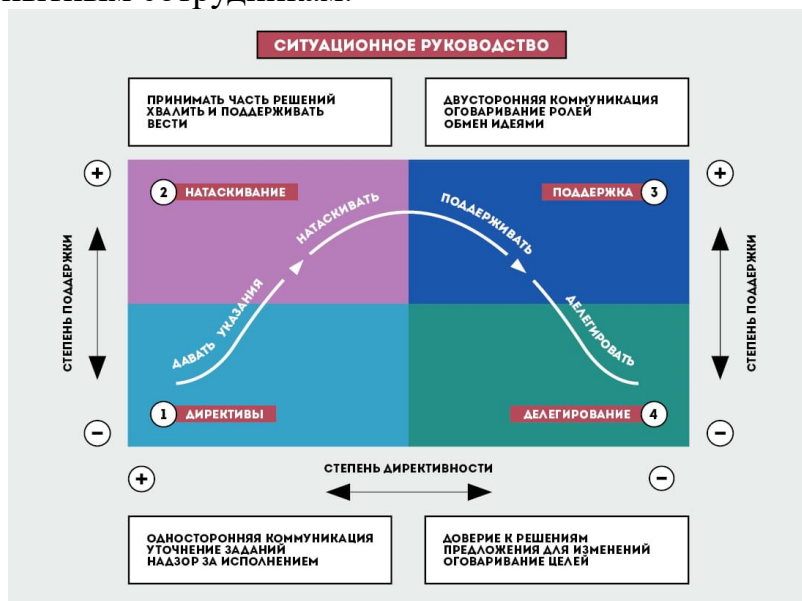 сотрудникам.
СИТУАЦИОННОЕ РУКОВОДСТВО
ПРИНИМАТЬ ЧАСТЬ РЕШЕНИЙ
ХВАЛИТЬ И ПОДДЕРЖИВАТЬ
ВЕСТИ
ДВУСТОРОННЯЯ КОММУНИКАЦИЯ
ОГОВАРИВАНИЕ РОЛЕЙ
ОБМЕН ИДЕЯМИ
+
+
2 НАТАСКИВАНИЕ
ПОДДЕРЖКА 3
НАТАСКИВАТЬ
ПОДДЕРЖИВАТЬ
СТЕПЕНЬ ПОДДЕРЖКИ
СТЕПЕНЬ ПОДДЕРЖКИ
ДАВАТЬ УКАЗАНИЯ
ДЕЛЕГИРОВАТЬ
1 ДИРЕКТИВЫ
ДЕЛЕГИРОВАНИЕ 4
−
−
+
СТЕПЕНЬ ДИРЕКТИВНОСТИ
−
ОДНОСТОРОННЯЯ КОММУНИКАЦИЯ
УТОЧНЕНИЕ ЗАДАНИЙ
НАДЗОР ЗА ИСПОЛНЕНИЕМ
ДОВЕРИЕ К РЕШЕНИЯМ
ПРЕДЛОЖЕНИЯ ДЛЯ ИЗМЕНЕНИЙ
ОГОВАРИВАНИЕ ЦЕЛЕЙ